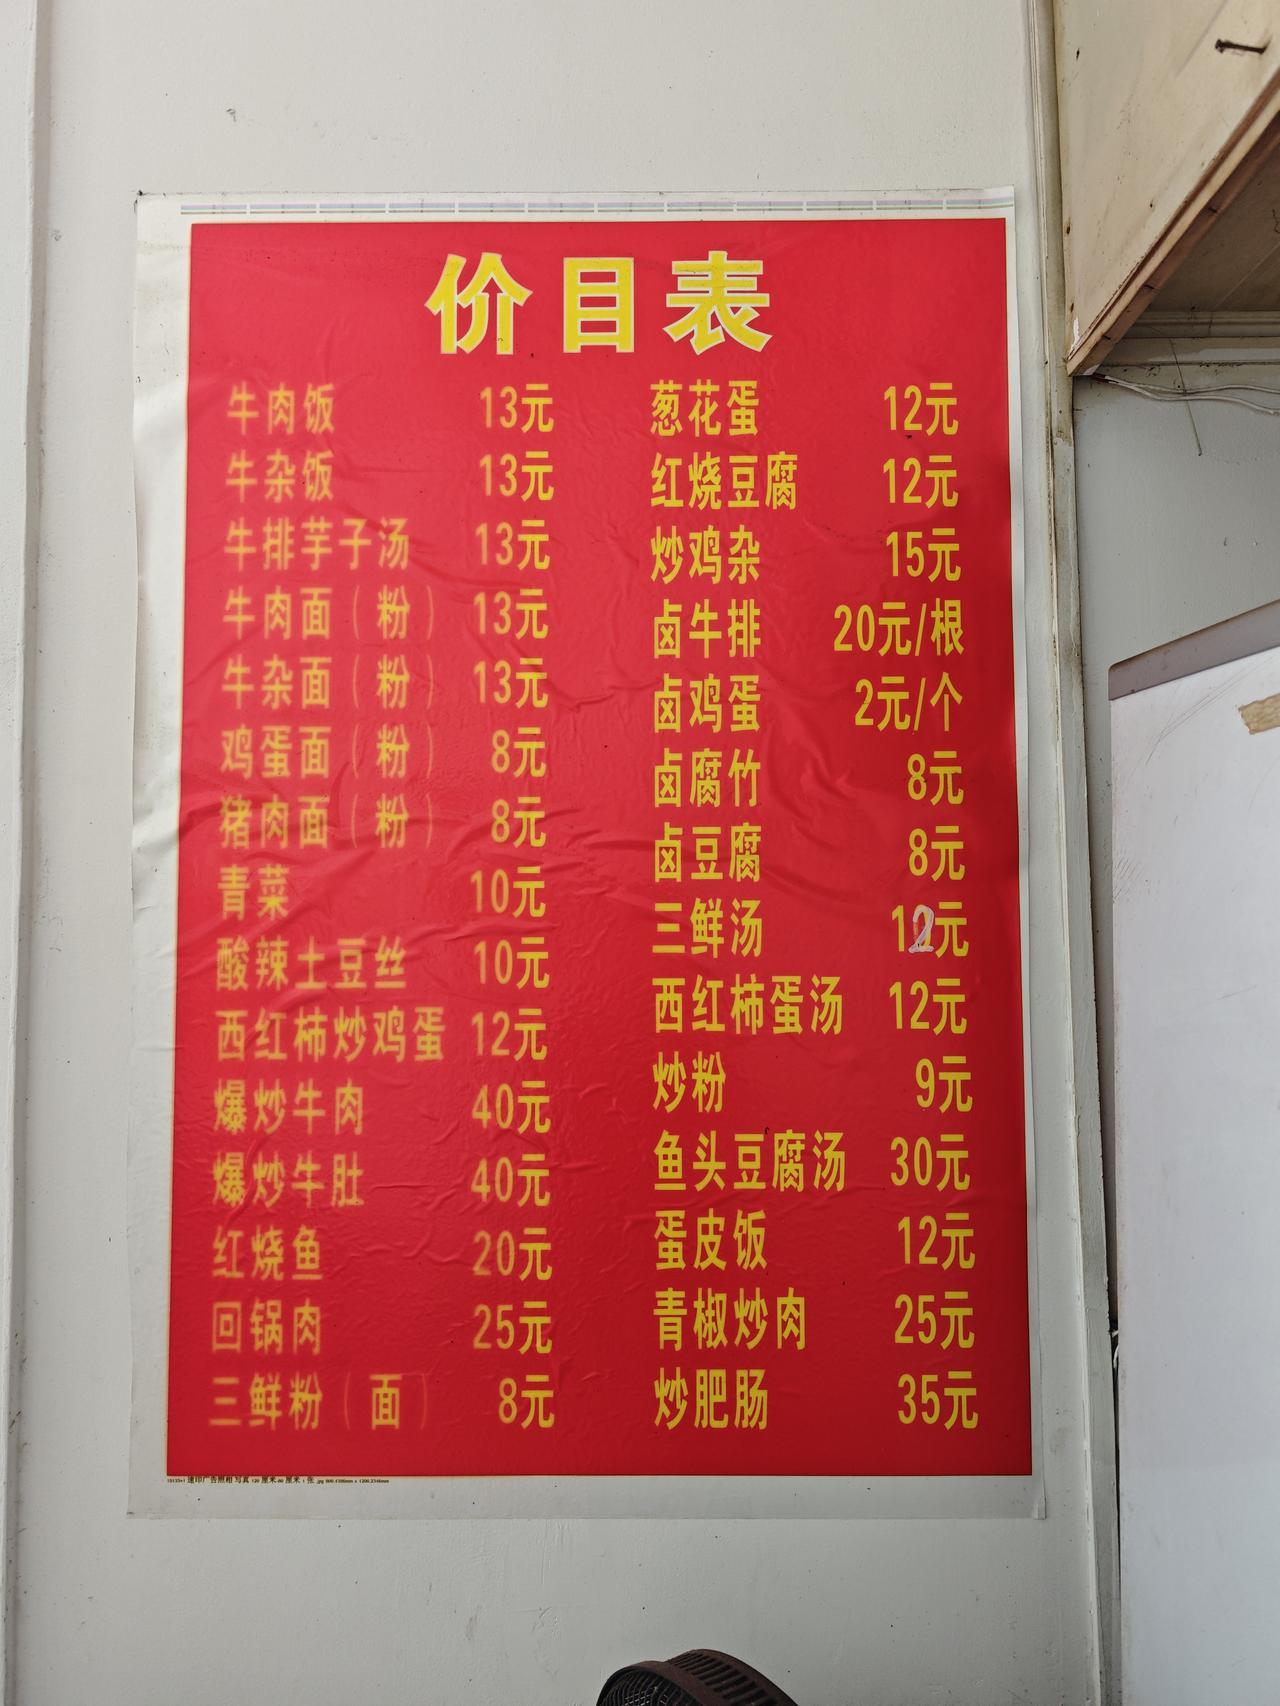 价目表
牛肉饭 13元
牛杂饭 13元
牛排芋子汤 13元
牛肉面（粉） 13元
牛杂面（粉） 13元
鸡蛋面（粉） 8元
猪肉面（粉） 8元
青菜 10元
酸辣土豆丝 10元
西红柿炒鸡蛋 12元
爆炒牛肉 40元
爆炒牛肚 40元
红烧鱼 20元
回锅肉 25元
三鲜粉（面） 8元
葱花蛋 12元
红烧豆腐 12元
炒鸡杂 15元
卤牛排 20元/根
卤鸡蛋 2元/个
卤腐竹 8元
卤豆腐 8元
三鲜汤 12元
西红柿蛋汤 12元
炒粉 9元
鱼头豆腐汤 30元
蛋皮饭 12元
青椒炒肉 25元
炒肥肠 35元